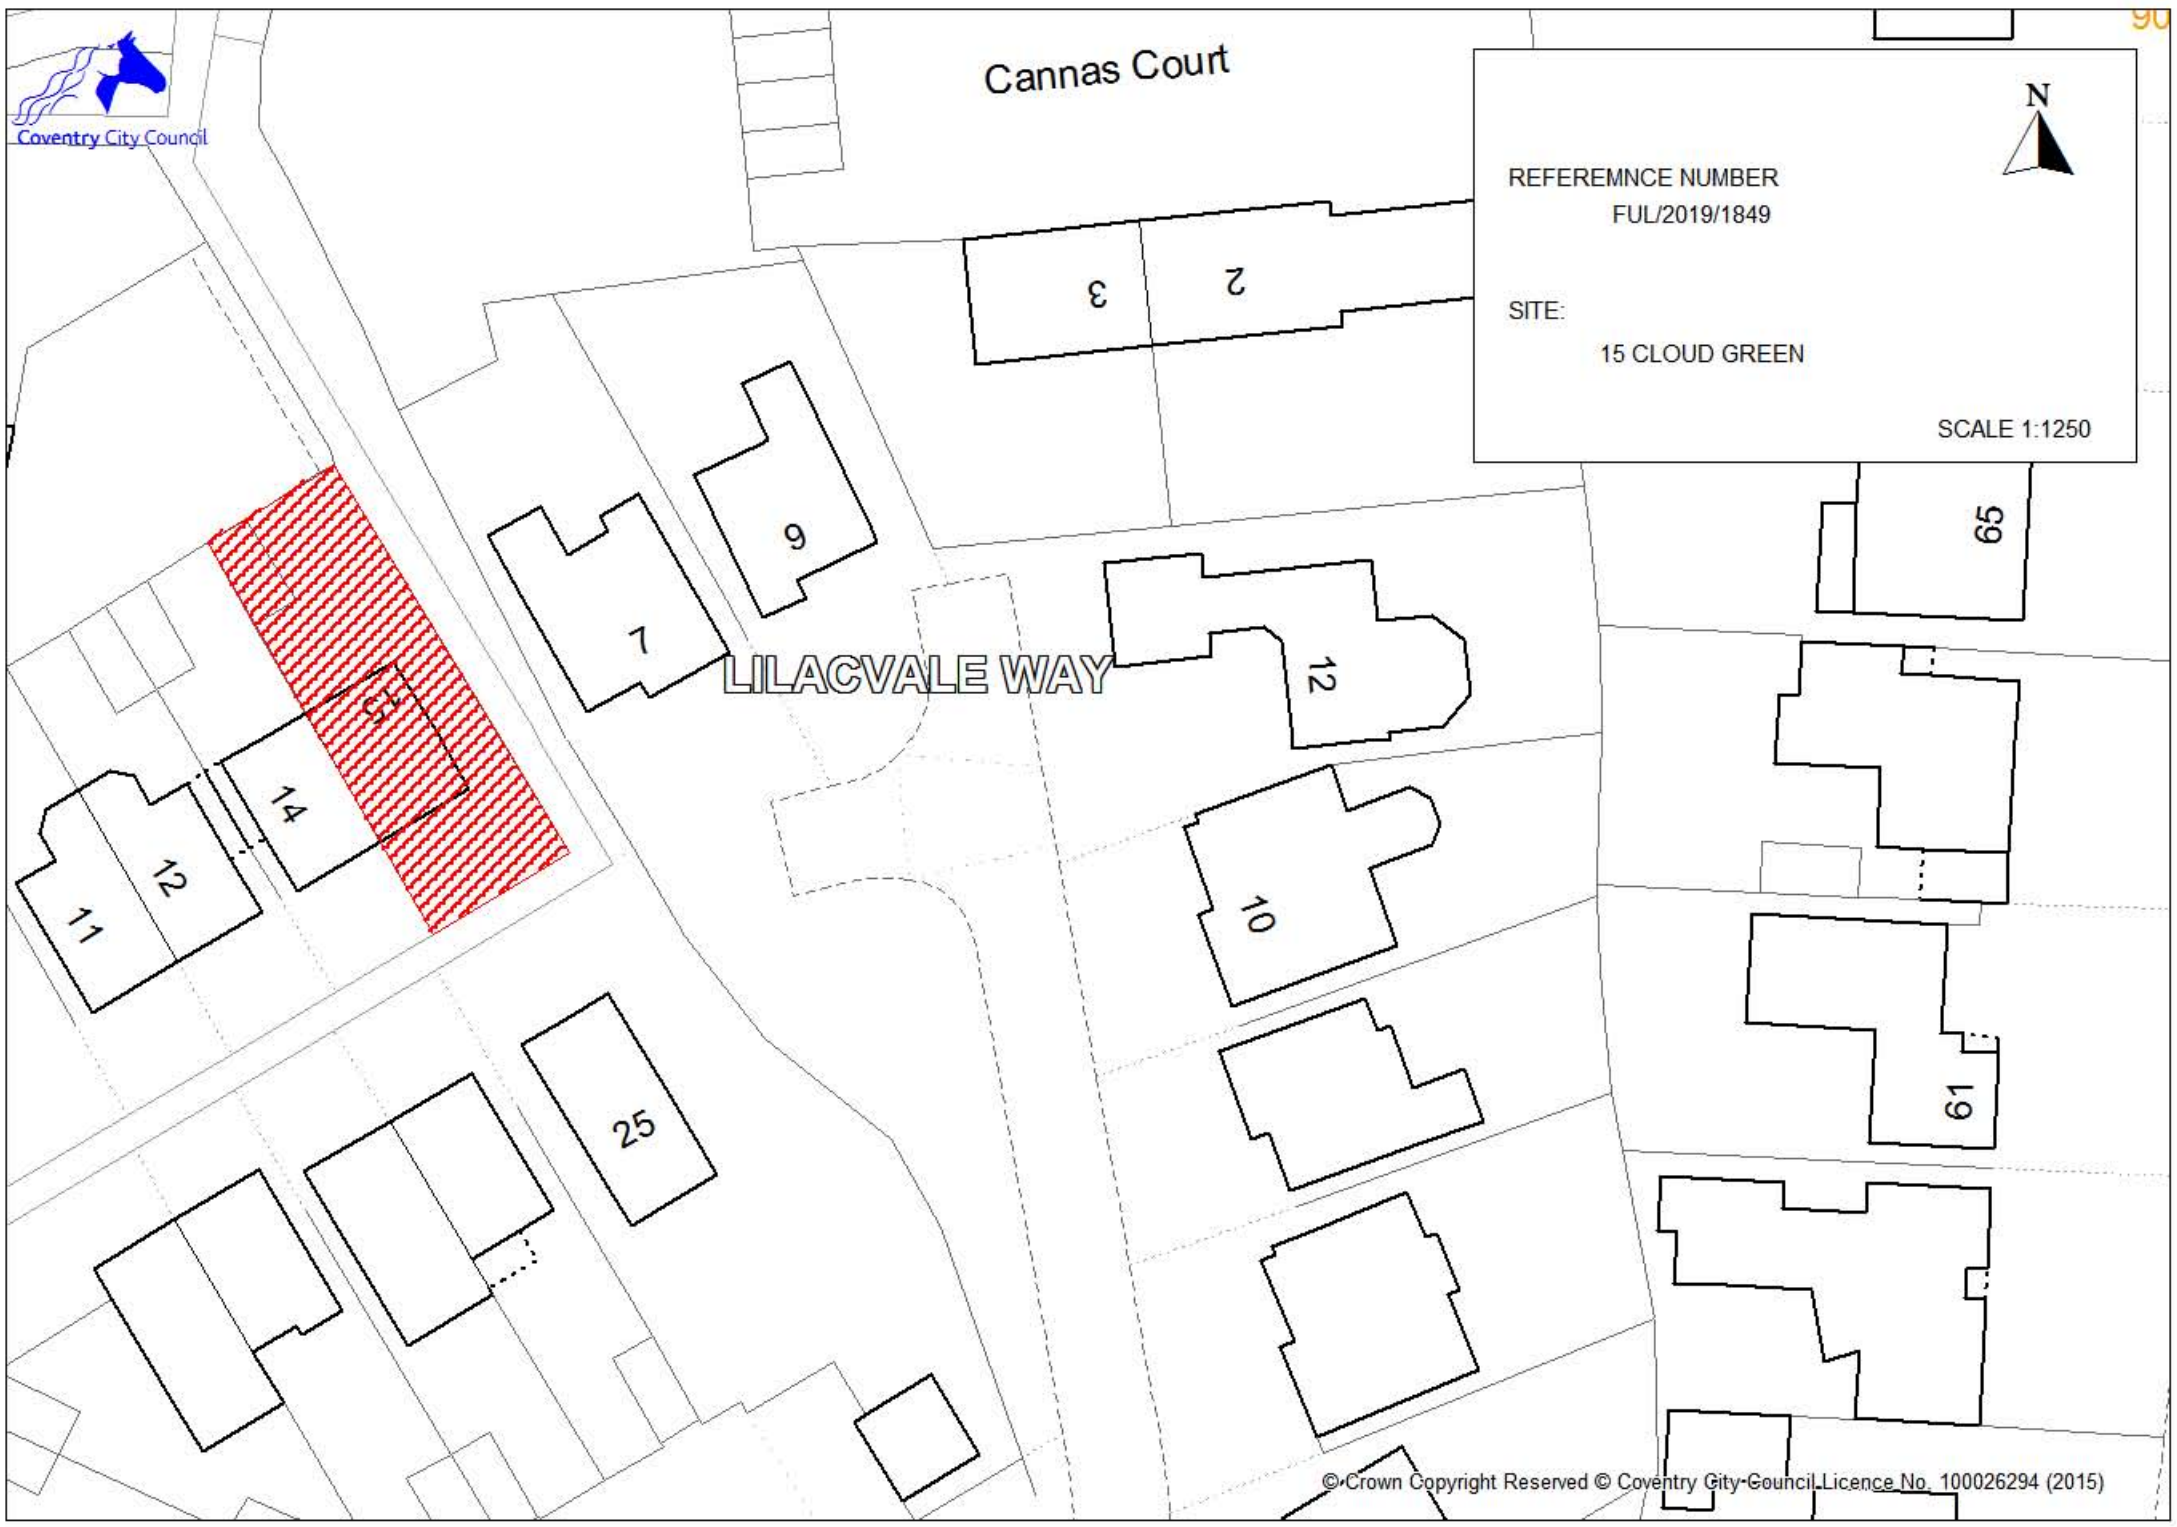 90
Cannas Court
Coventry City Council
N
REFEREMNCE NUMBER
FUL/2019/1849
SITE:
15 CLOUD GREEN
SCALE 1:1250
3
2
65
9
7
LILACVALE WAY
12
15
14
12
11
10
61
25
© Crown Copyright Reserved © Coventry City Council Licence No. 100026294 (2015)